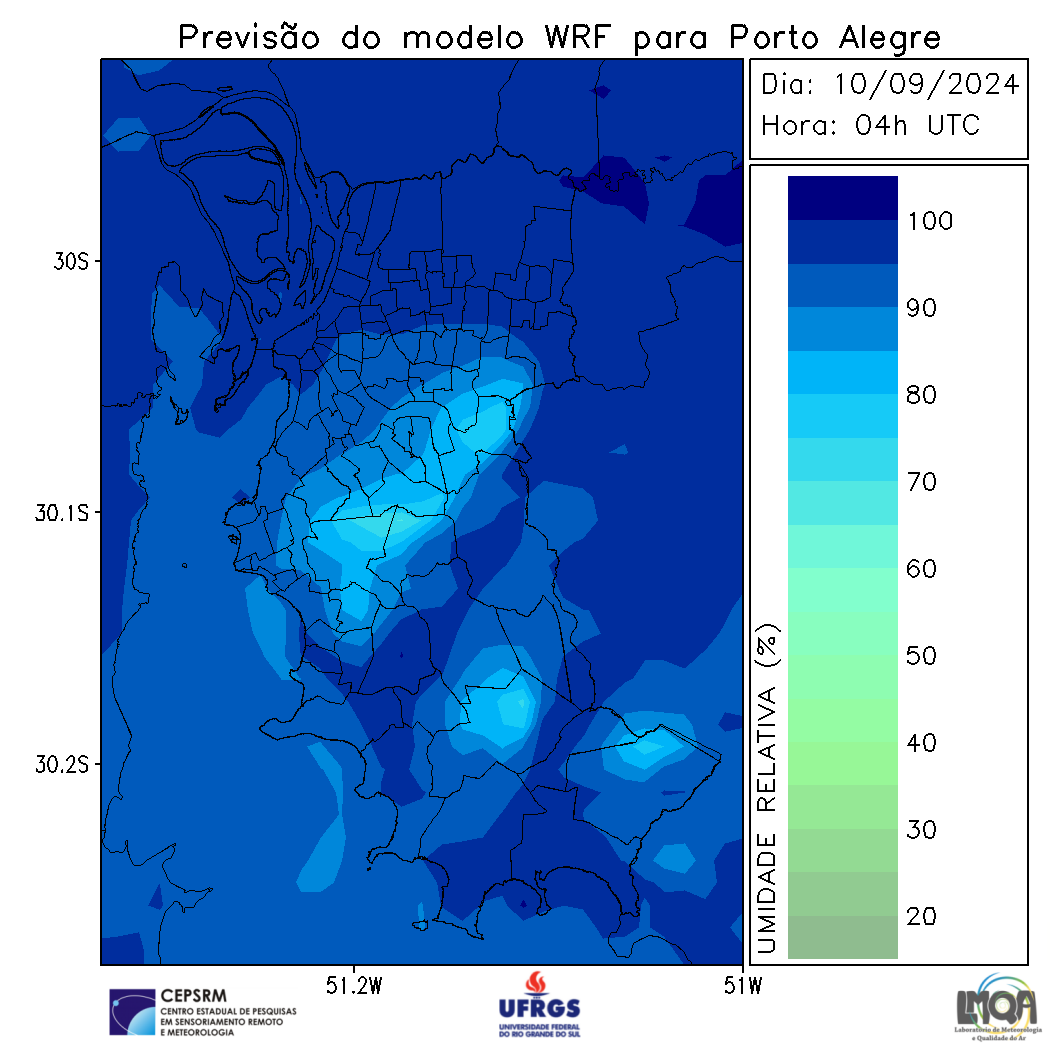 Previsão do modelo WRF para Porto Alegre
Dia: 10/09/2024
Hora: 04h UTC
30S
30.1S
30.2S
51.2W
51W
100
90
80
70
60
50
40
30
20
UMIDADE RELATIVA (%)
CEPSRM
CENTRO ESTADUAL DE PESQUISAS
EM SENSORIAMENTO REMOTO
E METEOROLOGIA
UFRGS
UNIVERSIDADE FEDERAL
DO RIO GRANDE DO SUL
LMQA
Laboratório de Meteorologia
e Qualidade do Ar